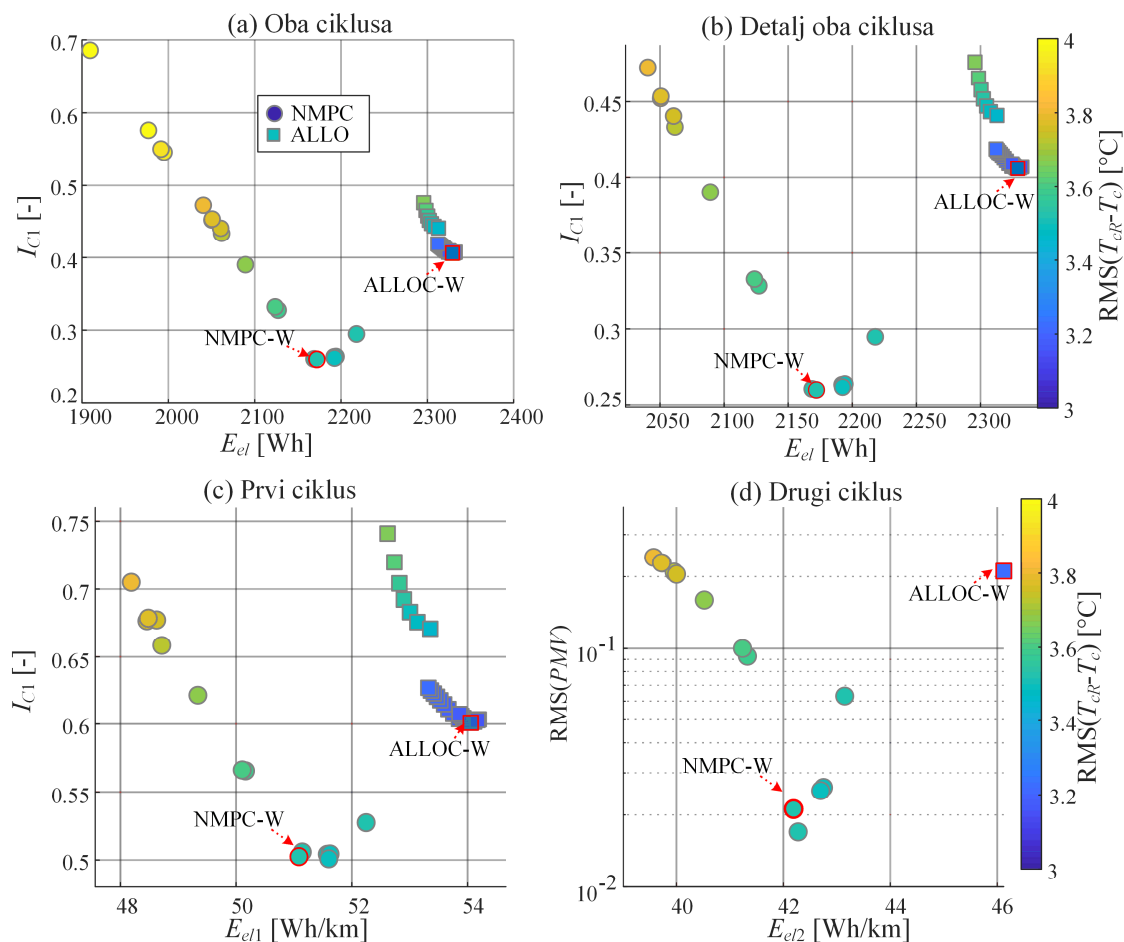 (a) Oba ciklusa
0.7
0.6
0.5
0.4
0.3
0.2
I_C1 [-]
NMPC
ALLO
ALLOC-W
NMPC-W
1900 2000 2100 2200 2300 2400
E_el [Wh]
(b) Detalj oba ciklusa
0.45
0.4
0.35
0.3
0.25
I_C1 [-]
ALLOC-W
NMPC-W
2050 2100 2150 2200 2250 2300
E_el [Wh]
4
3.8
3.6
3.4
3.2
3
RMS(T_cR-T_c) [°C]
(c) Prvi ciklus
0.75
0.7
0.65
0.6
0.55
0.5
I_C1 [-]
ALLOC-W
NMPC-W
48 50 52 54
E_el1 [Wh/km]
(d) Drugi ciklus
10^-1
10^-2
RMS(PMV)
ALLOC-W
NMPC-W
40 42 44 46
E_el2 [Wh/km]
4
3.8
3.6
3.4
3.2
3
RMS(T_cR-T_c) [°C]